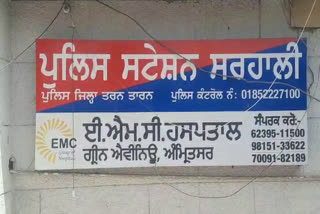 ਪੁਲਿਸ ਸਟੇਸ਼ਨ ਸਰਹਾਲੀ
ਪੁਲਿਸ ਜ਼ਿਲ੍ਹਾ ਤਰਨ ਤਾਰਨ ਪੁਲਿਸ ਕੰਟਰੋਲ ਨੰ: 01852227100
EMC
ਈ.ਐਮ.ਸੀ.ਹਸਪਤਾਲ
ਗ੍ਰੀਨ ਐਵੀਨਿਊ, ਅੰਮ੍ਰਿਤਸਰ
ਸੰਪਰਕ ਕਰੋ:-
62395-11500
98151-33622
70091-82189